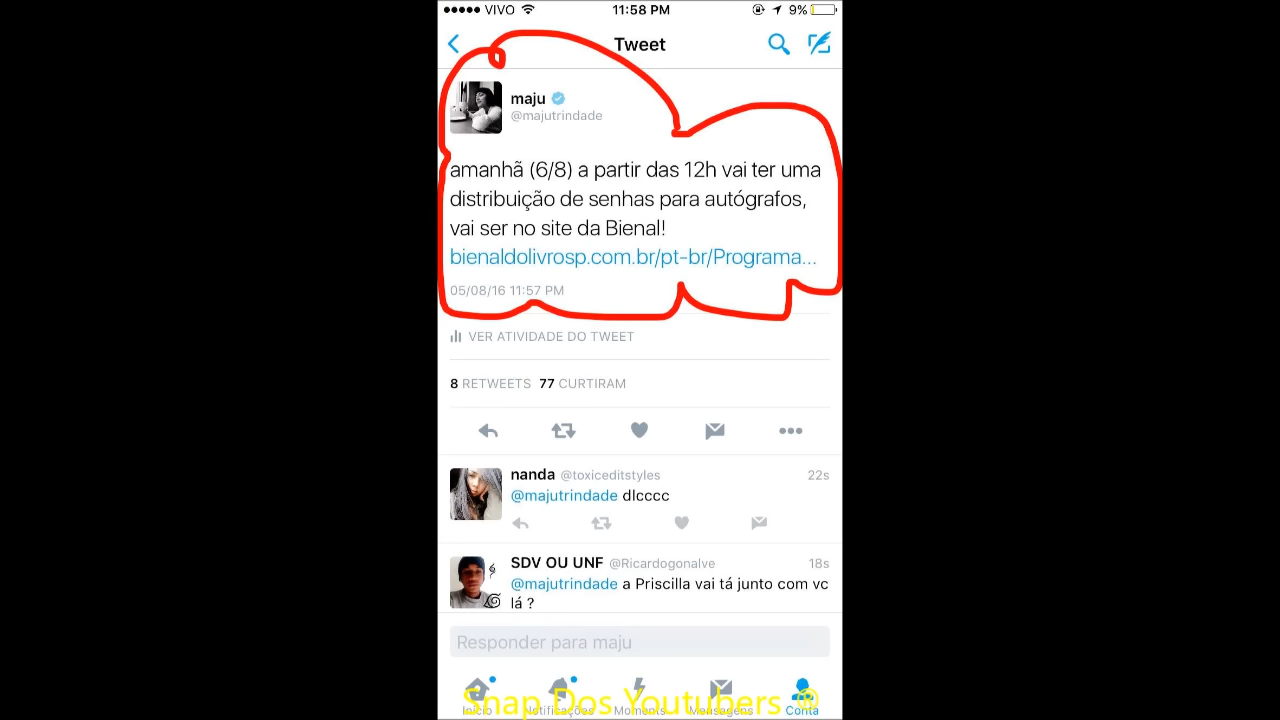 VIVO 11:58 PM 9%
Tweet
maju
@majutrindade
amanhã (6/8) a partir das 12h vai ter uma
distribuição de senhas para autógrafos,
vai ser no site da Bienal!
bienaldolivrosp.com.br/pt-br/Programa...
05/08/16 11:57 PM
VER ATIVIDADE DO TWEET
8 RETWEETS 77 CURTIRAM
nanda @toxiceditstyles 22s
@majutrindade dlcccc
SDV OU UNF @Ricardogonalve 18s
@majutrindade a Priscilla vai tá junto com vc
lá ?
Responder para maju
Início Notificações Moments Mensagens Conta
Snap Dos Youtubers ®